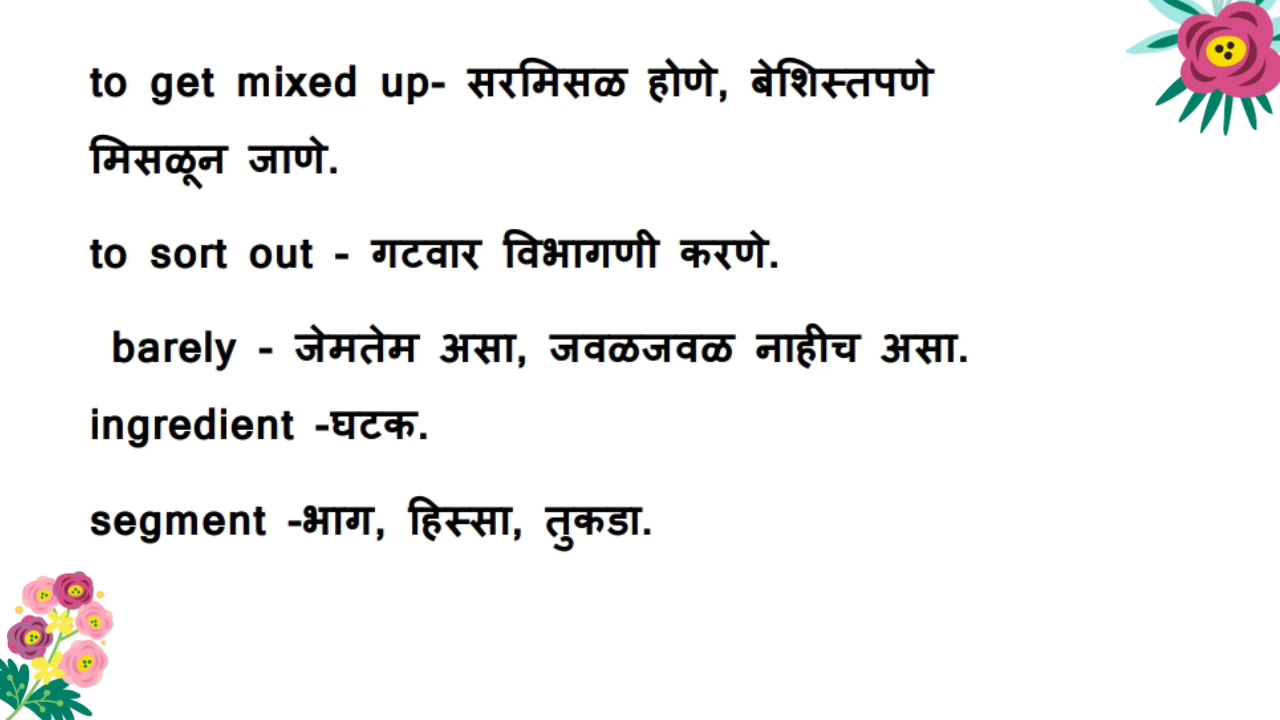 to get mixed up- सरमिसळ होणे, बेशिस्तपणे
मिसळून जाणे.
to sort out - गटवार विभागणी करणे.
barely - जेमतेम असा, जवळजवळ नाहीच असा.
ingredient -घटक.
segment -भाग, हिस्सा, तुकडा.